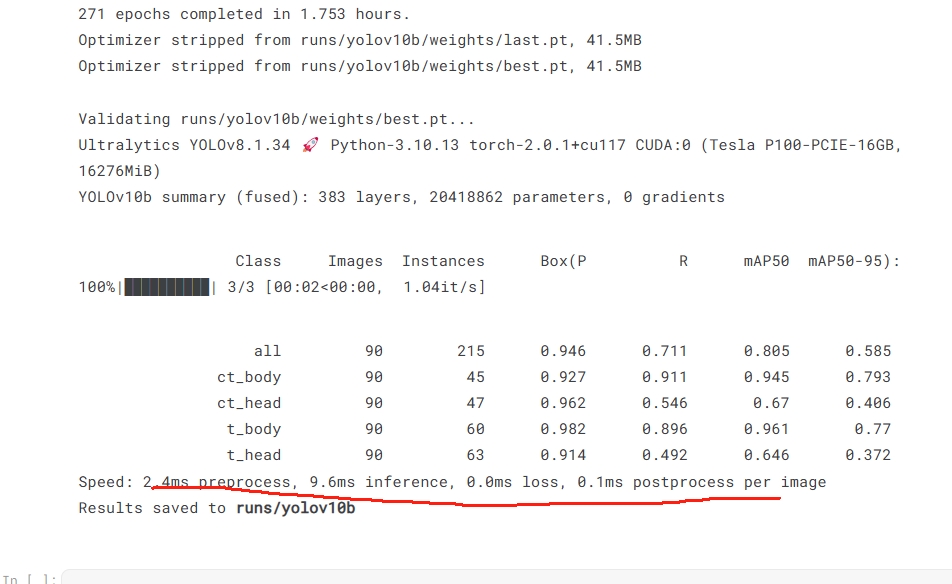 271 epochs completed in 1.753 hours.
Optimizer stripped from runs/yolov10b/weights/last.pt, 41.5MB
Optimizer stripped from runs/yolov10b/weights/best.pt, 41.5MB
Validating runs/yolov10b/weights/best.pt...
Ultralytics YOLOv8.1.34 🚀 Python-3.10.13 torch-2.0.1+cu117 CUDA:0 (Tesla P100-PCIE-16GB,
16276MiB)
YOLOv10b summary (fused): 383 layers, 20418862 parameters, 0 gradients
Class Images Instances Box(P R mAP50 mAP50-95):
100%|██████████| 3/3 [00:02<00:00, 1.04it/s]
all 90 215 0.946 0.711 0.805 0.585
ct_body 90 45 0.927 0.911 0.945 0.793
ct_head 90 47 0.962 0.546 0.67 0.406
t_body 90 60 0.982 0.896 0.961 0.77
t_head 90 63 0.914 0.492 0.646 0.372
Speed: 2.4ms preprocess, 9.6ms inference, 0.0ms loss, 0.1ms postprocess per image
Results saved to runs/yolov10b
In [ ]: